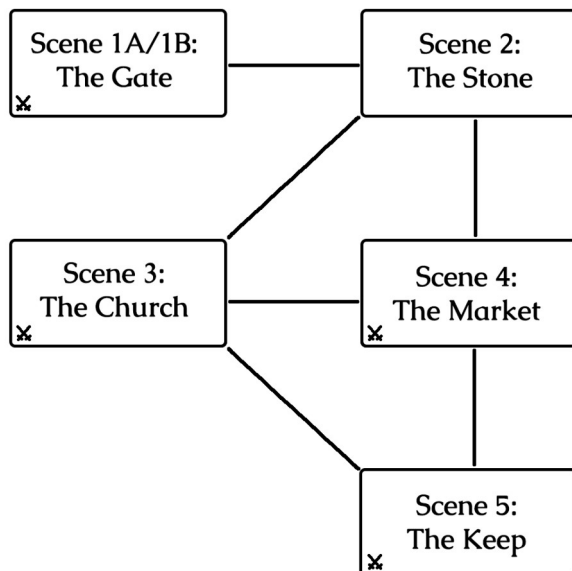 Scene 1A/1B:
The Gate
Scene 2:
The Stone
Scene 3:
The Church
Scene 4:
The Market
Scene 5:
The Keep